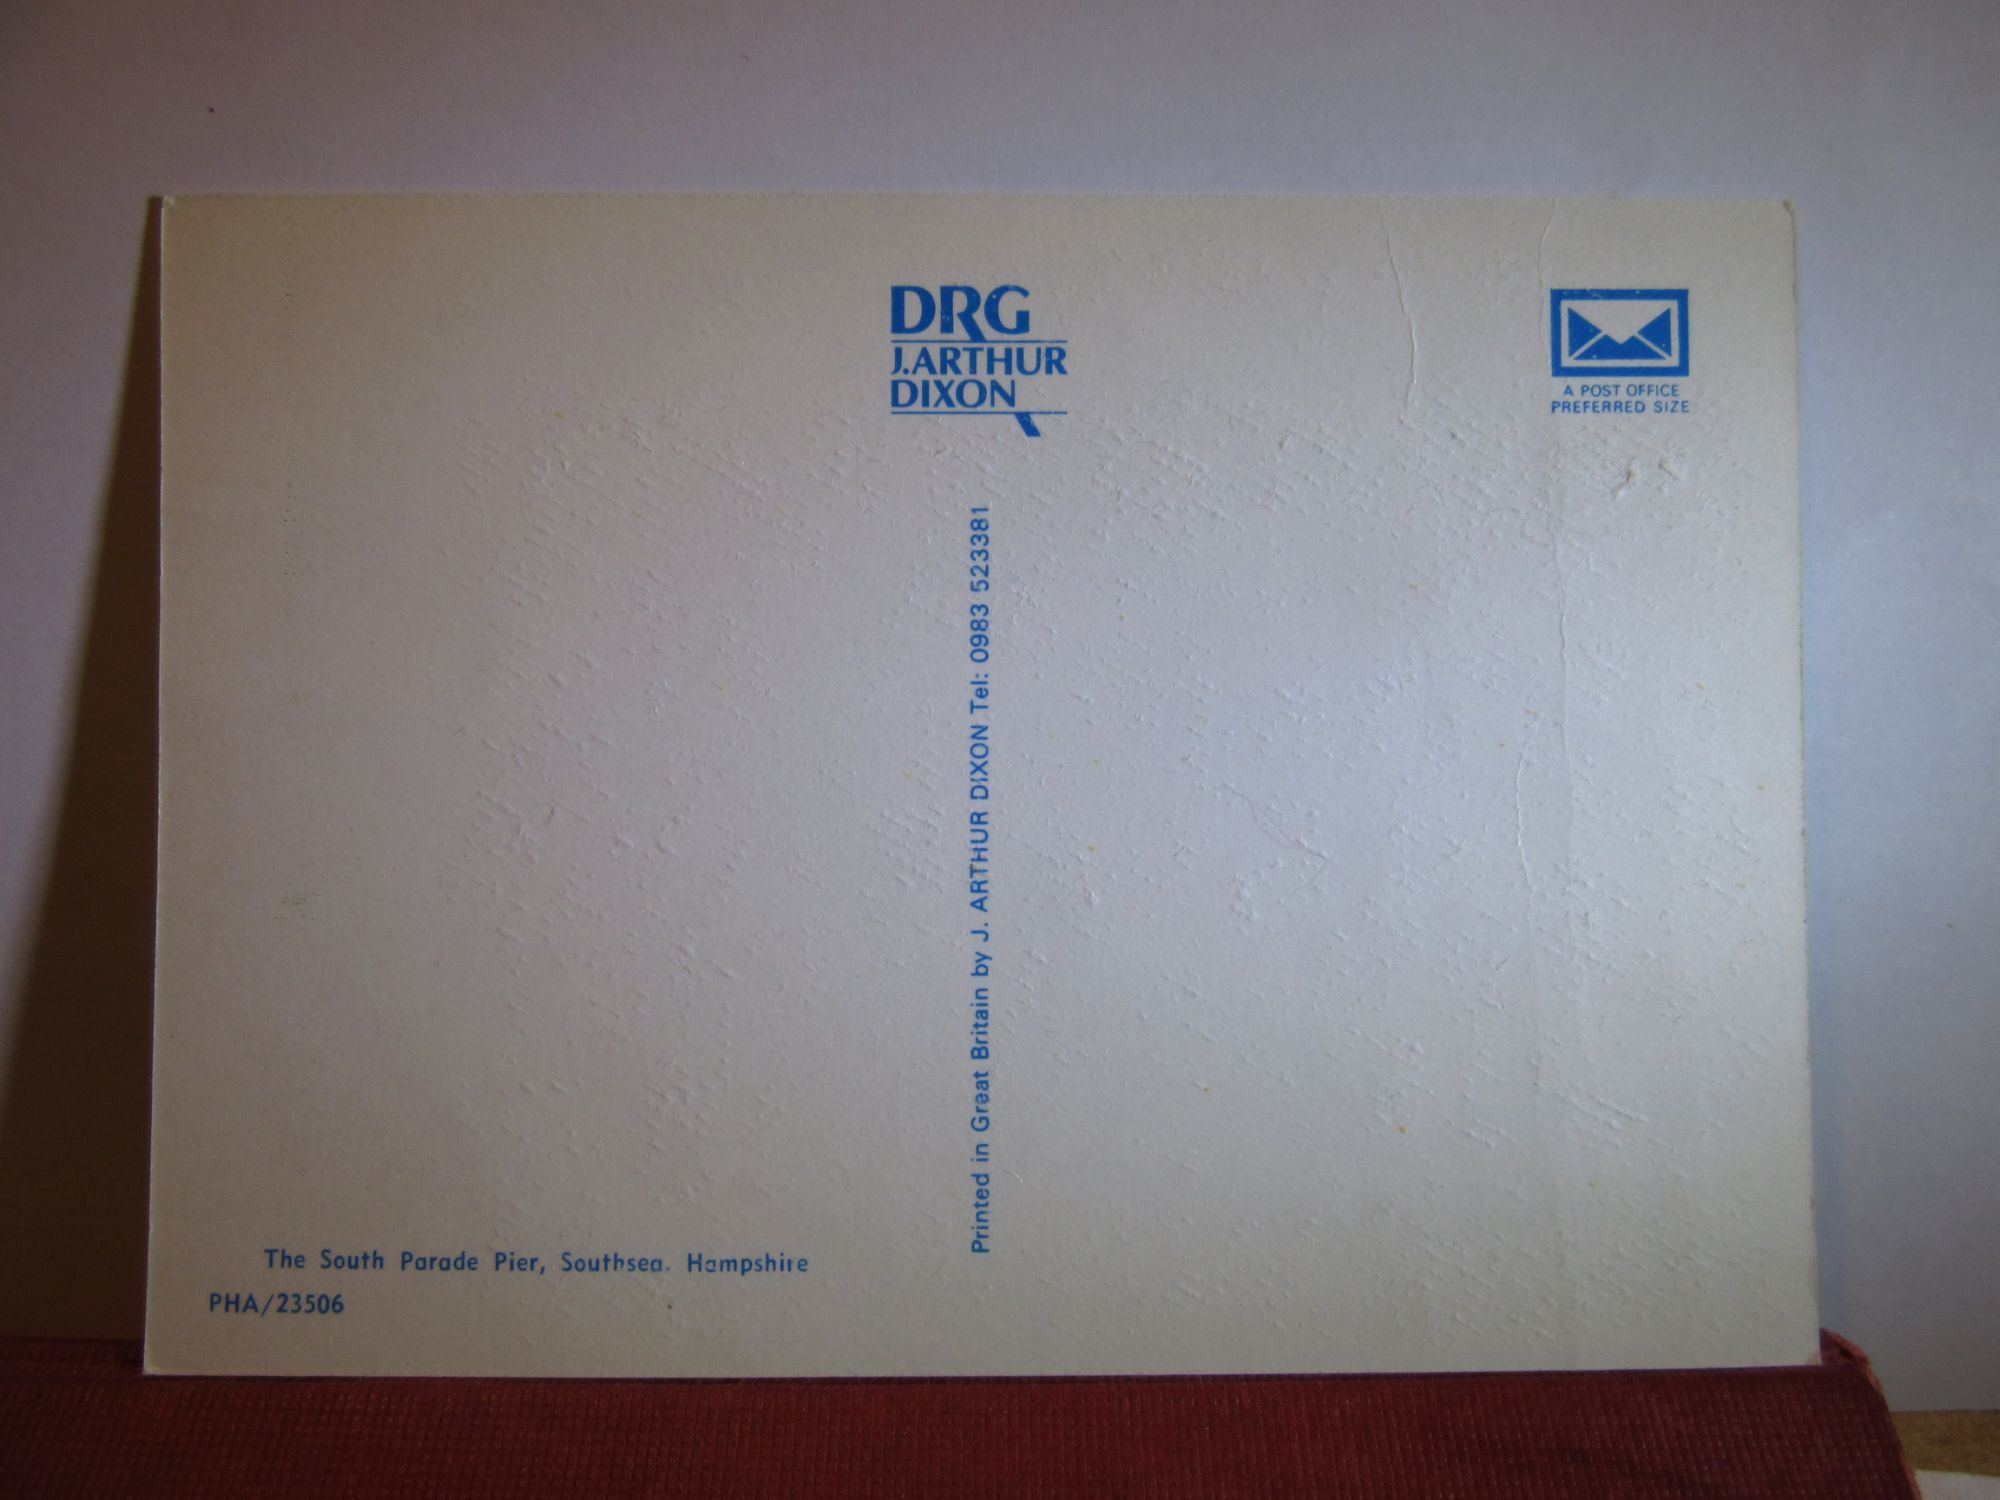 DRG
J.ARTHUR
DIXON
A POST OFFICE
PREFERRED SIZE
Printed in Great Britain by J. ARTHUR DIXON Tel: 0983 523381
The South Parade Pier, Southsea. Hampshire
PHA/23506